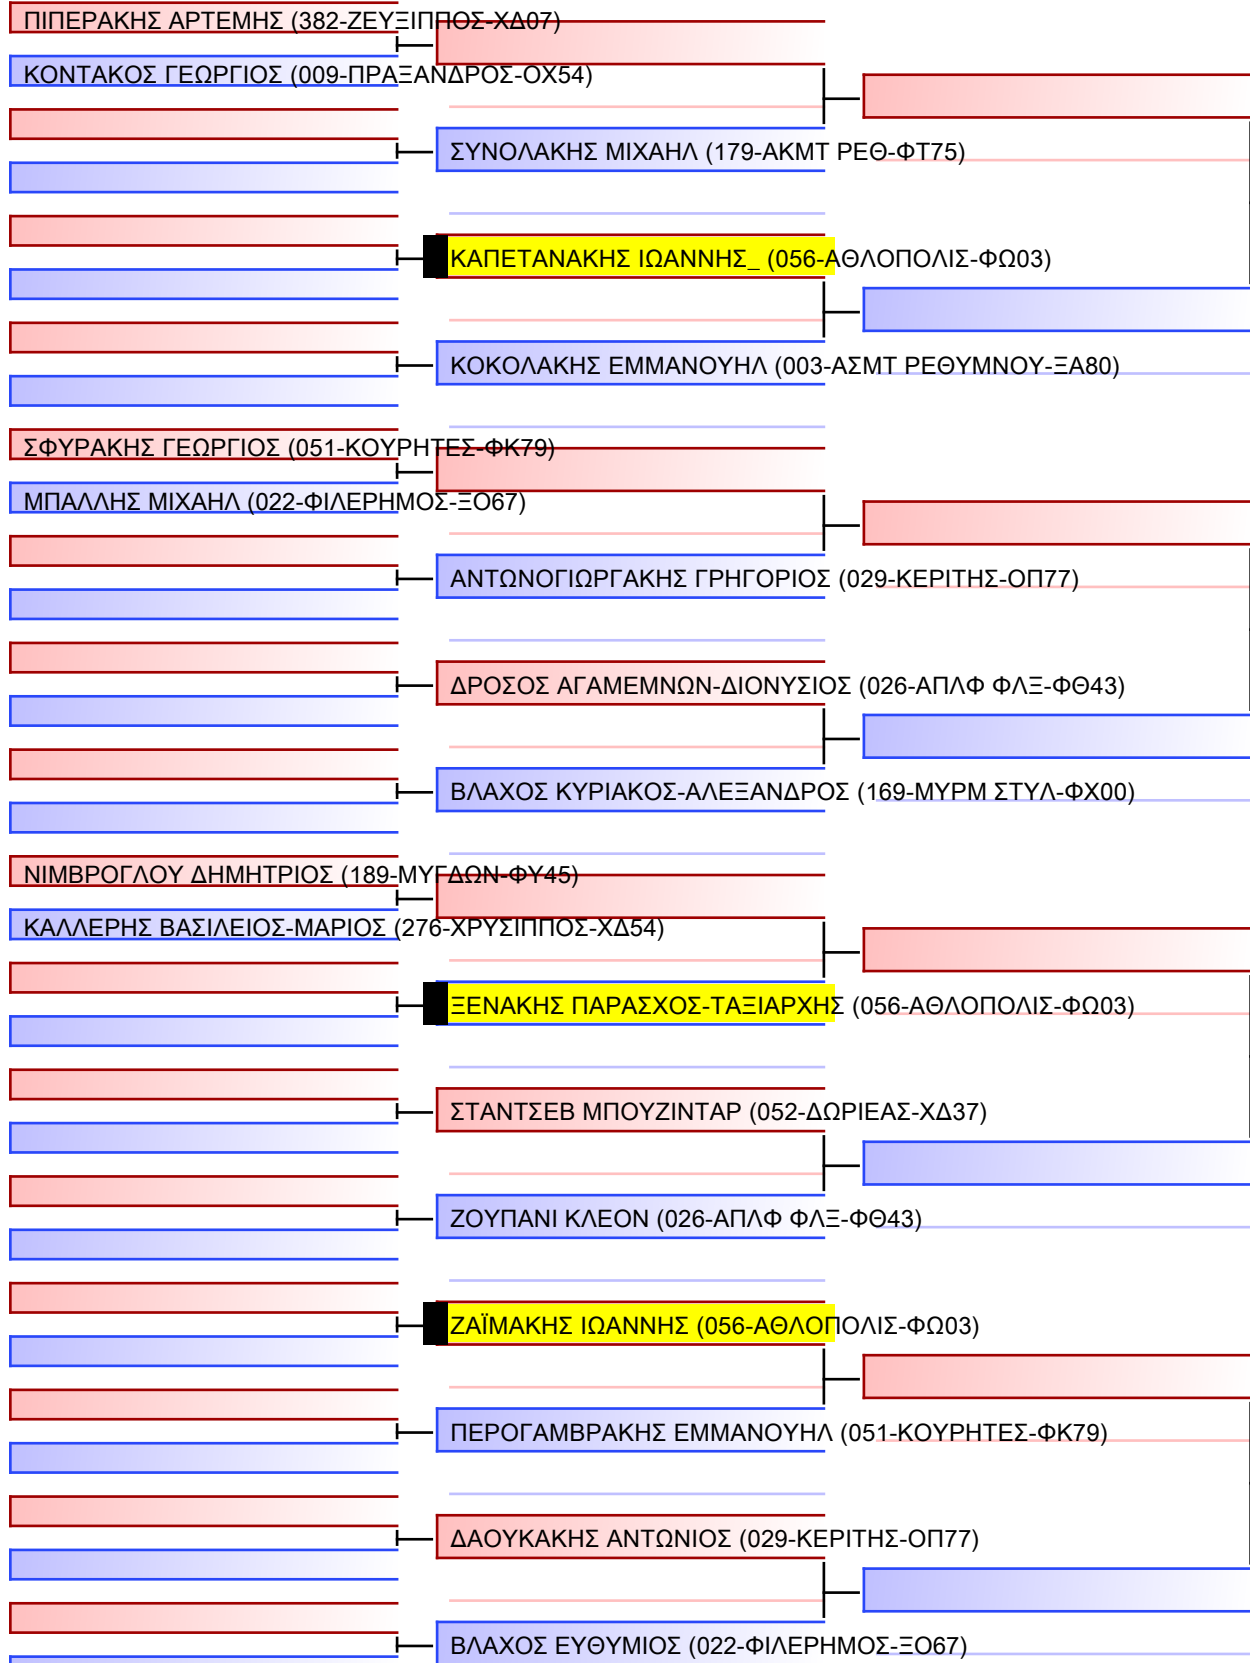 ΠΙΠΕΡΑΚΗΣ ΑΡΤΕΜΗΣ (382-ΖΕΥΞΙΠΠΟΣ-ΧΔ07)
ΚΟΝΤΑΚΟΣ ΓΕΩΡΓΙΟΣ (009-ΠΡΑΞΑΝΔΡΟΣ-ΟΧ54)
ΣΥΝΟΛΑΚΗΣ ΜΙΧΑΗΛ (179-ΑΚΜΤ ΡΕΘ-ΦΤ75)
ΚΑΠΕΤΑΝΑΚΗΣ ΙΩΑΝΝΗΣ_ (056-ΑΘΛΟΠΟΛΙΣ-ΦΩ03)
ΚΟΚΟΛΑΚΗΣ ΕΜΜΑΝΟΥΗΛ (003-ΑΣΜΤ ΡΕΘΥΜΝΟΥ-ΞΑ80)
ΣΦΥΡΑΚΗΣ ΓΕΩΡΓΙΟΣ (051-ΚΟΥΡΗΤΕΣ-ΦΚ79)
ΜΠΑΛΛΗΣ ΜΙΧΑΗΛ (022-ΦΙΛΕΡΗΜΟΣ-ΞΟ67)
ΑΝΤΩΝΟΓΙΩΡΓΑΚΗΣ ΓΡΗΓΟΡΙΟΣ (029-ΚΕΡΙΤΗΣ-ΟΠ77)
ΔΡΟΣΟΣ ΑΓΑΜΕΜΝΩΝ-ΔΙΟΝΥΣΙΟΣ (026-ΑΠΛΦ ΦΛΞ-ΦΘ43)
ΒΛΑΧΟΣ ΚΥΡΙΑΚΟΣ-ΑΛΕΞΑΝΔΡΟΣ (169-ΜΥΡΜ ΣΤΥΛ-ΦΧ00)
ΝΙΜΒΡΟΓΛΟΥ ΔΗΜΗΤΡΙΟΣ (189-ΜΥΓΔΩΝ-ΦΥ45)
ΚΑΛΛΕΡΗΣ ΒΑΣΙΛΕΙΟΣ-ΜΑΡΙΟΣ (276-ΧΡΥΣΙΠΠΟΣ-ΧΔ54)
ΞΕΝΑΚΗΣ ΠΑΡΑΣΧΟΣ-ΤΑΞΙΑΡΧΗΣ (056-ΑΘΛΟΠΟΛΙΣ-ΦΩ03)
ΣΤΑΝΤΣΕΒ ΜΠΟΥΖΙΝΤΑΡ (052-ΔΩΡΙΕΑΣ-ΧΔ37)
ΖΟΥΠΑΝΙ ΚΛΕΟΝ (026-ΑΠΛΦ ΦΛΞ-ΦΘ43)
ΖΑΪΜΑΚΗΣ ΙΩΑΝΝΗΣ (056-ΑΘΛΟΠΟΛΙΣ-ΦΩ03)
ΠΕΡΟΓΑΜΒΡΑΚΗΣ ΕΜΜΑΝΟΥΗΛ (051-ΚΟΥΡΗΤΕΣ-ΦΚ79)
ΔΑΟΥΚΑΚΗΣ ΑΝΤΩΝΙΟΣ (029-ΚΕΡΙΤΗΣ-ΟΠ77)
ΒΛΑΧΟΣ ΕΥΘΥΜΙΟΣ (022-ΦΙΛΕΡΗΜΟΣ-ΞΟ67)